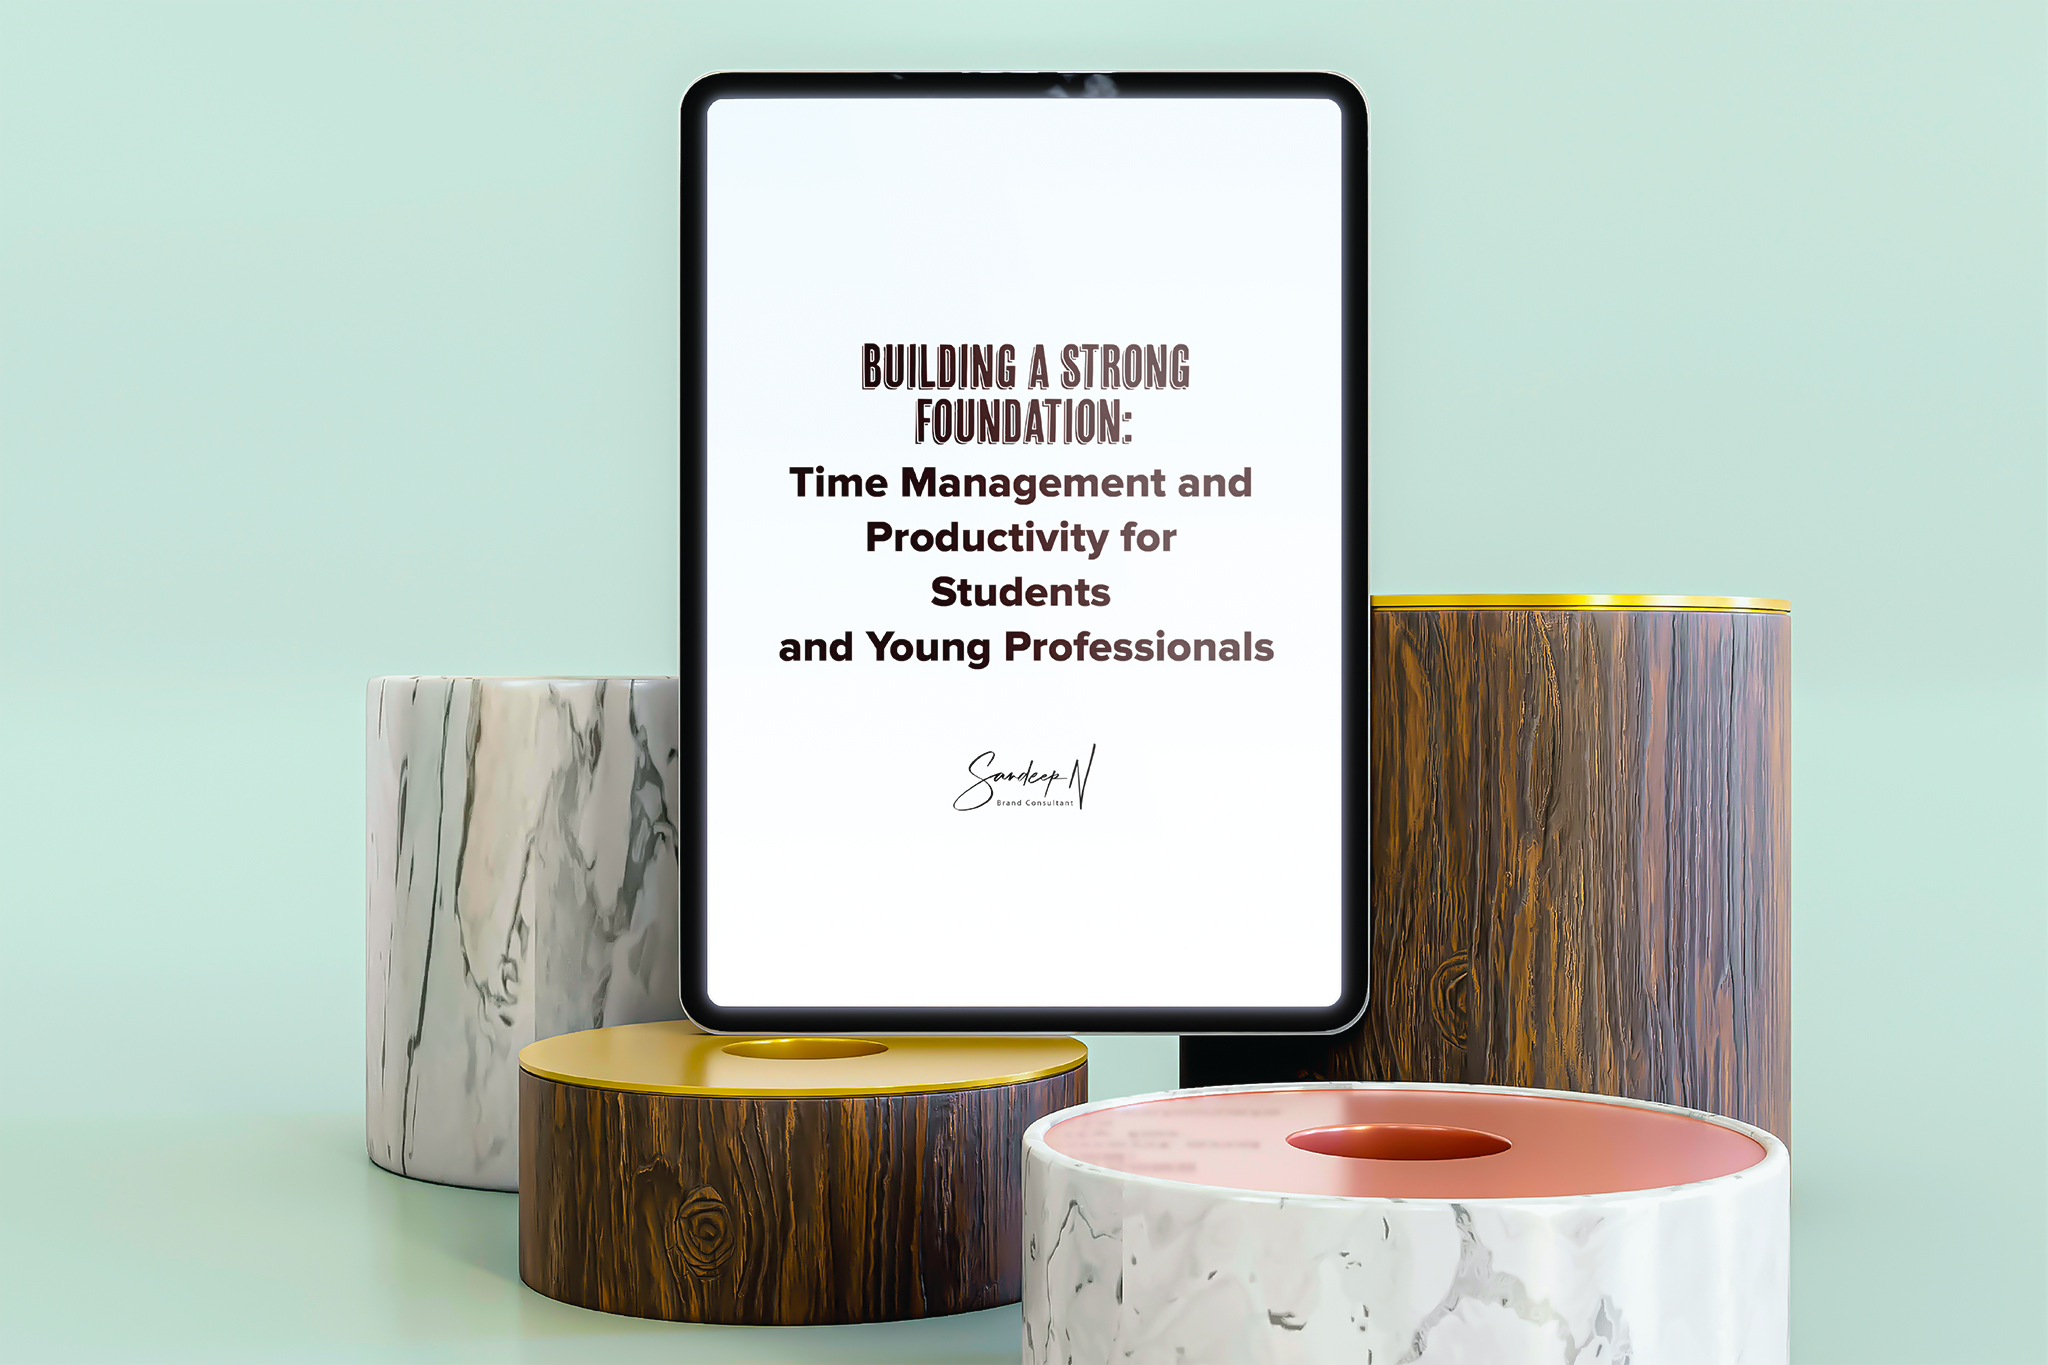 BUILDING A STRONG
FOUNDATION:
Time Management and
Productivity for
Students
and Young Professionals
Sandeep N
Brand Consultant